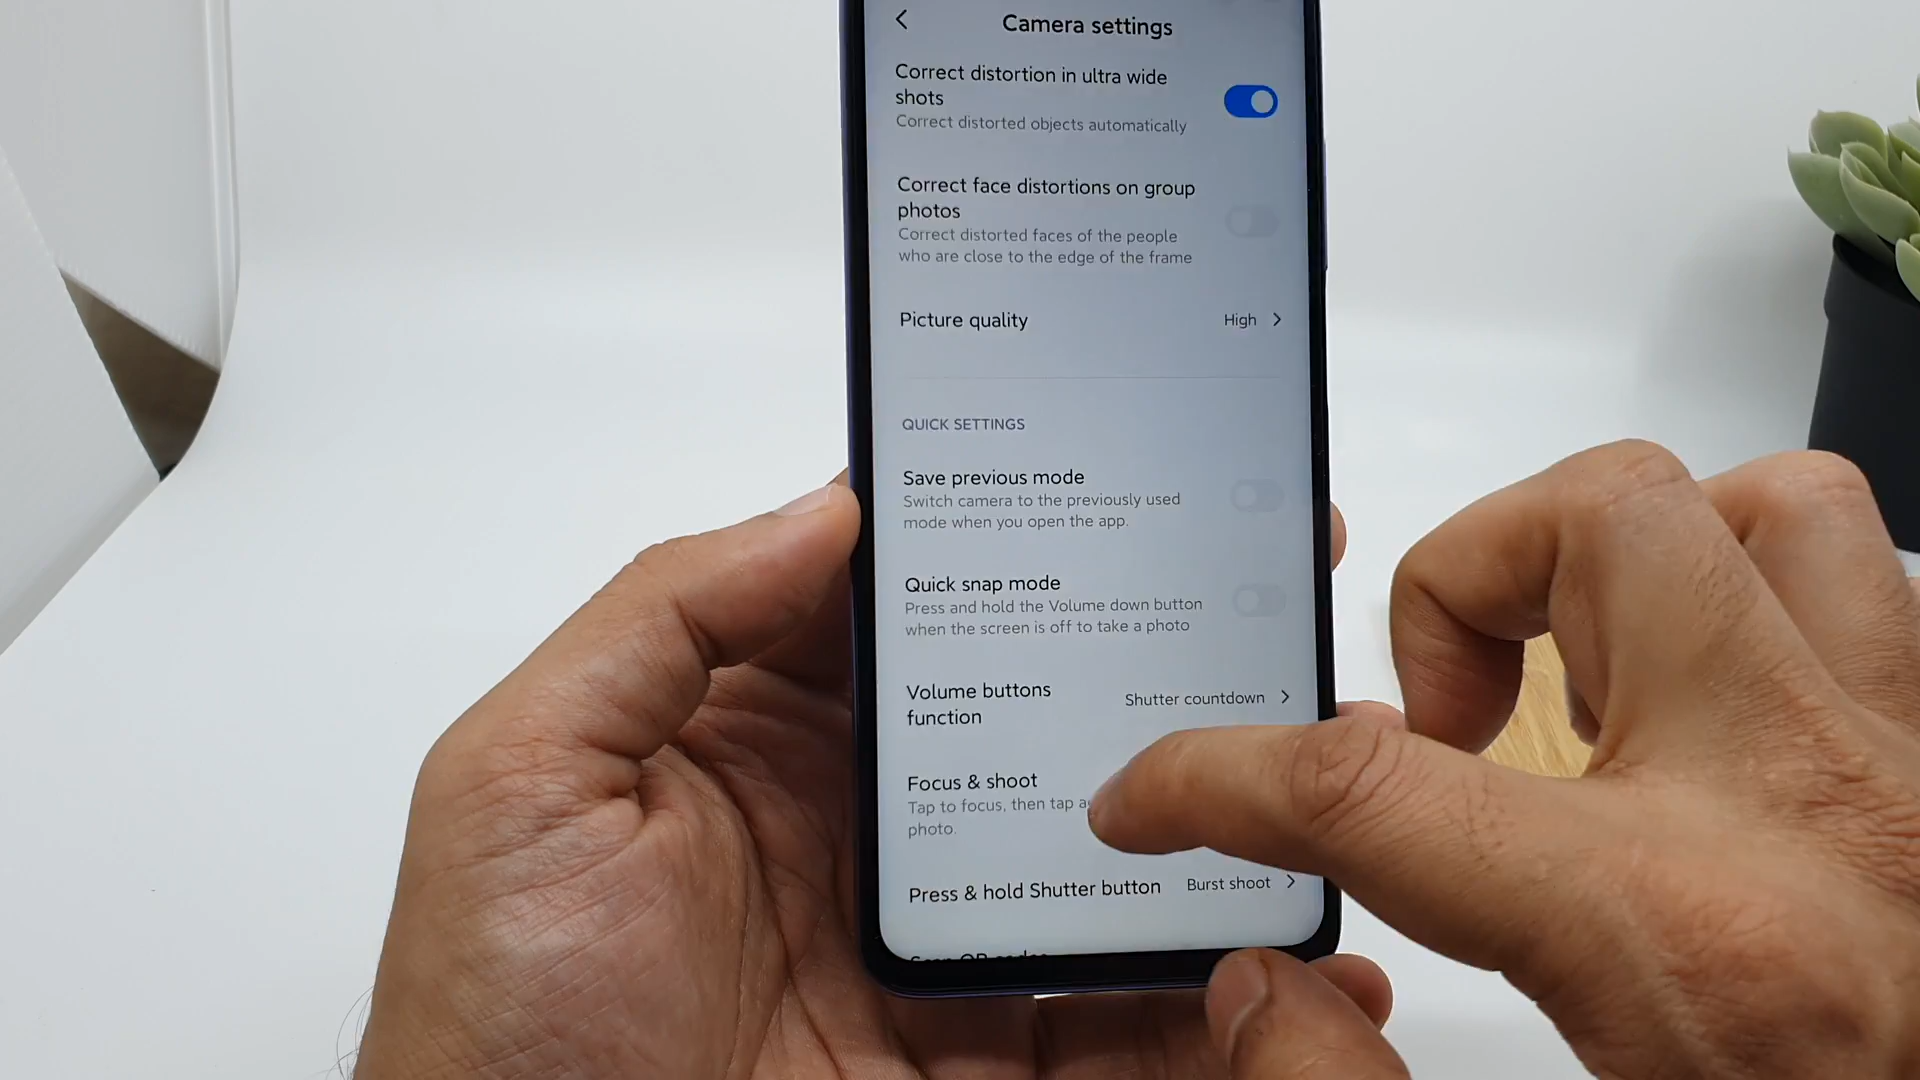 Camera settings
Correct distortion in ultra wide
shots
Correct distorted objects automatically
Correct face distortions on group
photos
Correct distorted faces of the people
who are close to the edge of the frame
Picture quality
High
QUICK SETTINGS
Save previous mode
Switch camera to the previously used
mode when you open the app.
Quick snap mode
Press and hold the Volume down button
when the screen is off to take a photo
Volume buttons
function
Shutter countdown
Focus & shoot
Tap to focus, then tap
photo.
Press & hold Shutter button
Burst shoot